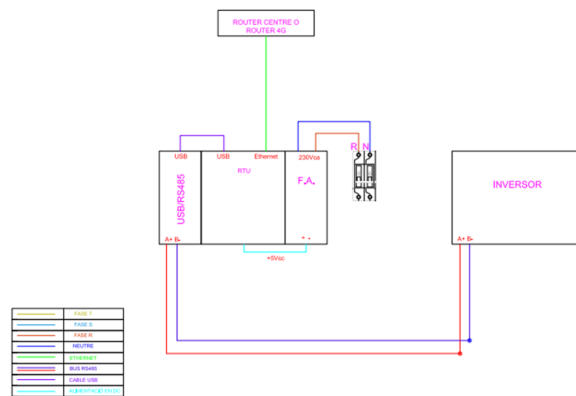 ROUTER CENTRE O
ROUTER 4G
R N
USB USB Ethernet 230Vca
USB/RS485
RTU
F.A.
INVERSOR
A+ B-
+ -
+5Vcc
A+ B-
FASE T
FASE S
FASE R
NEUTRE
ETHERNET
BUS RS485
CABLE USB